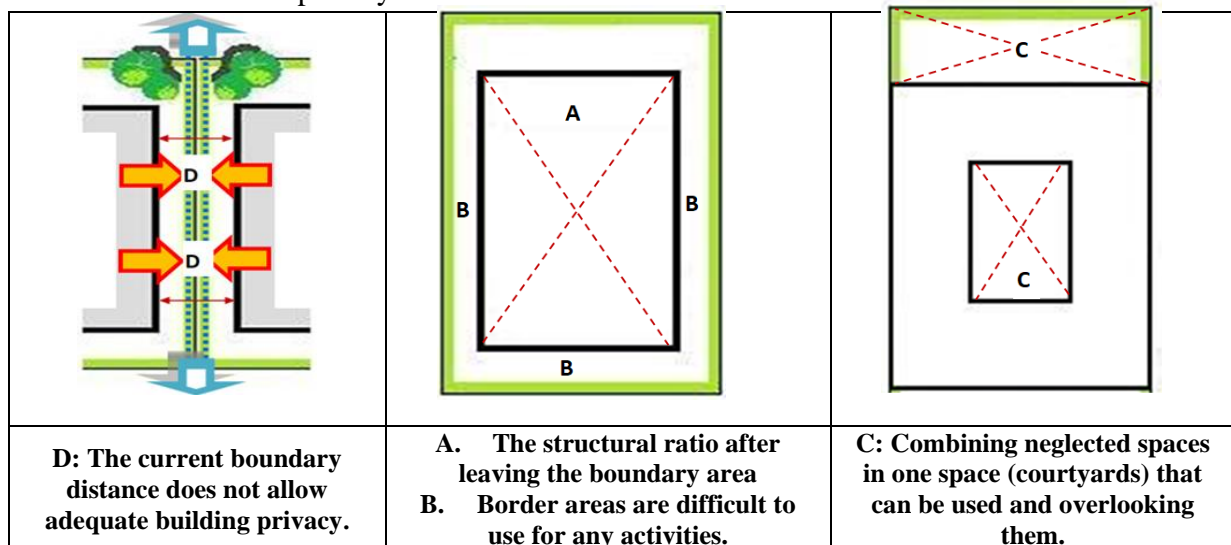 D
D
A
B
B
B
C
C
D: The current boundary
distance does not allow
adequate building privacy.
A. The structural ratio after
leaving the boundary area
B. Border areas are difficult to
use for any activities.
C: Combining neglected spaces
in one space (courtyards) that
can be used and overlooking
them.